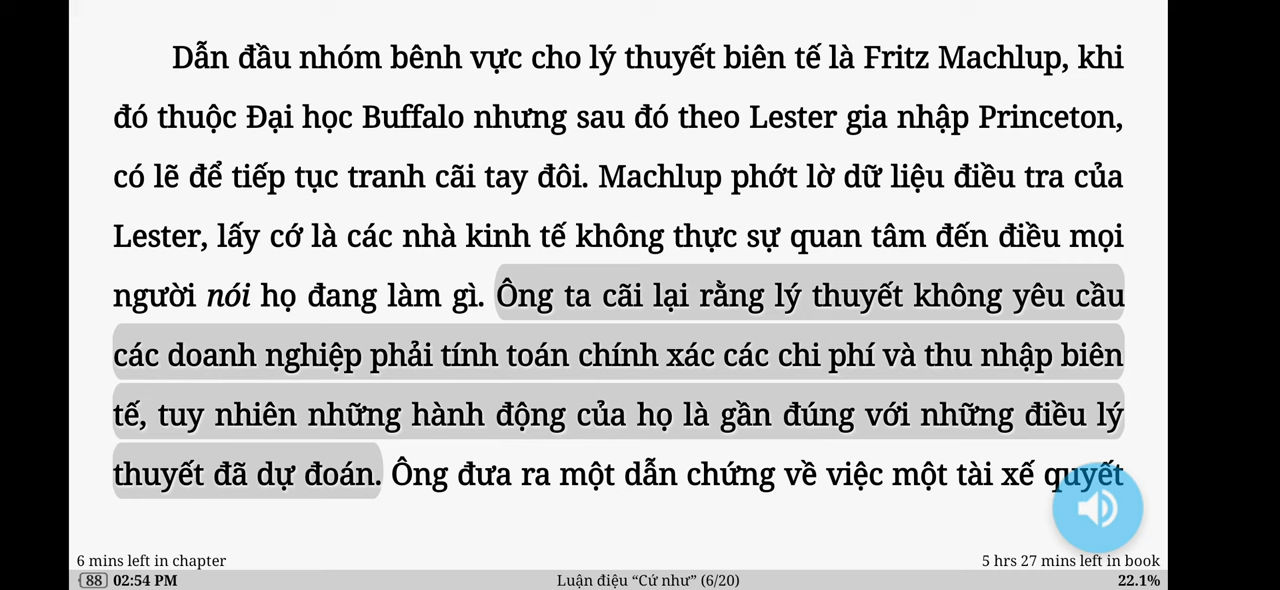 Dẫn đầu nhóm bênh vực cho lý thuyết biên tế là Fritz Machlup, khi
đó thuộc Đại học Buffalo nhưng sau đó theo Lester gia nhập Princeton,
có lẽ để tiếp tục tranh cãi tay đôi. Machlup phớt lờ dữ liệu điều tra của
Lester, lấy cớ là các nhà kinh tế không thực sự quan tâm đến điều mọi
người nói họ đang làm gì. Ông ta cãi lại rằng lý thuyết không yêu cầu
các doanh nghiệp phải tính toán chính xác các chi phí và thu nhập biên
tế, tuy nhiên những hành động của họ là gần đúng với những điều lý
thuyết đã dự đoán. Ông đưa ra một dẫn chứng về việc một tài xế quyết
6 mins left in chapter
5 hrs 27 mins left in book
88 02:54 PM
Luận điệu “Cứ như” (6/20)
22.1%